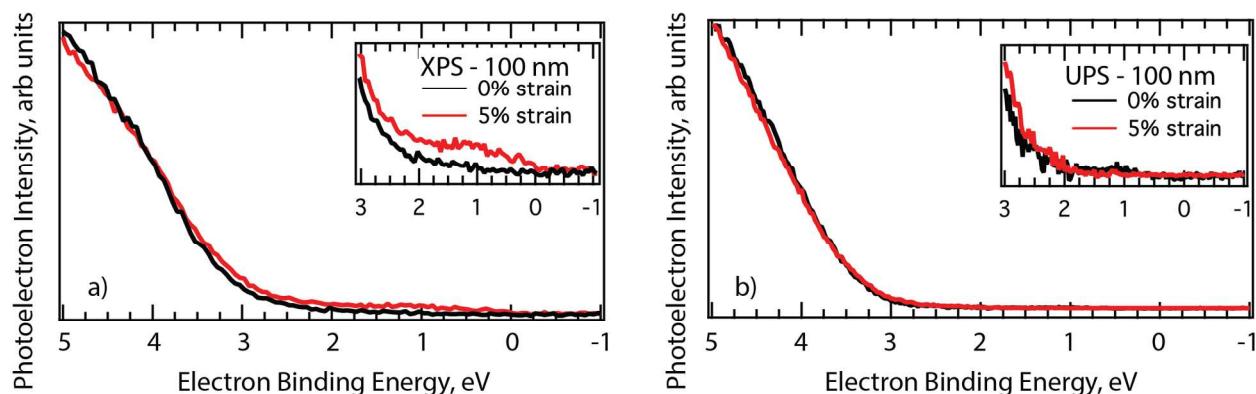 Photoelectron Intensity, arb units
XPS - 100 nm
0% strain
5% strain
3 2 1 0 -1
a)
5 4 3 2 1 0 -1
Electron Binding Energy, eV
Photoelectron Intensity, arb units
UPS - 100 nm
0% strain
5% strain
3 2 1 0 -1
b)
5 4 3 2 1 0 -1
Electron Binding Energy, eV